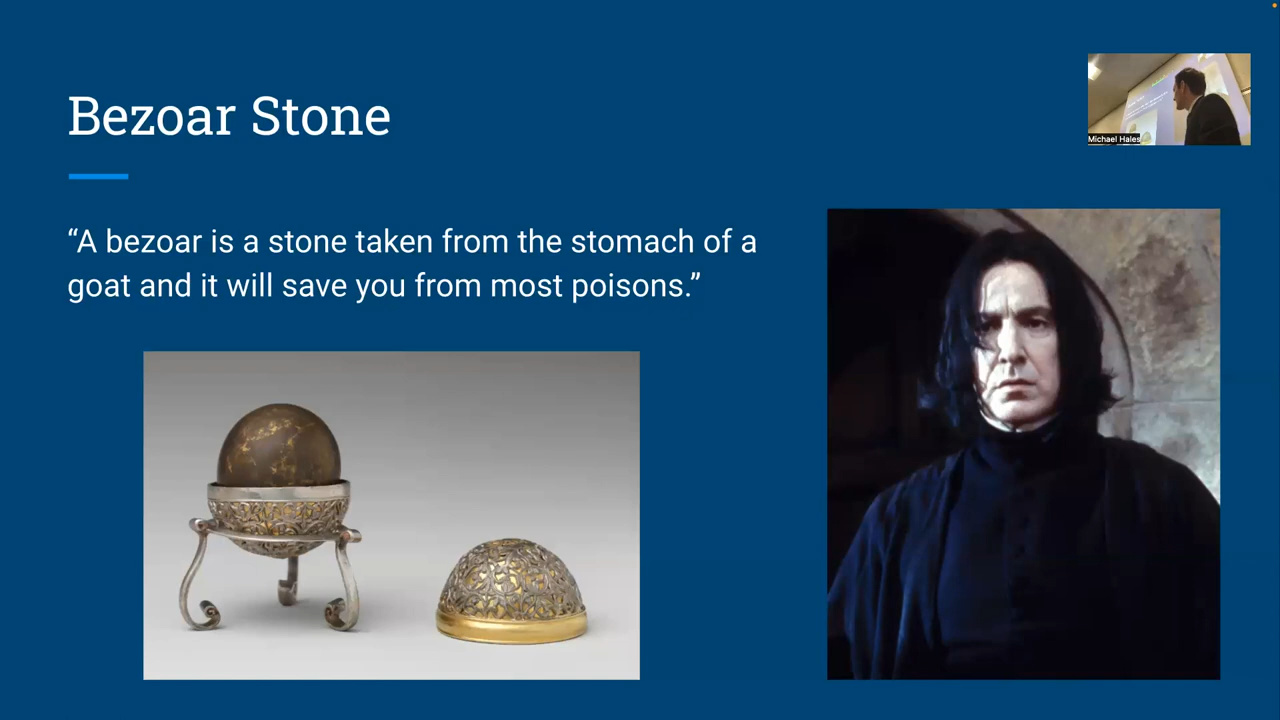 Bezoar Stone
Michael Hales
“A bezoar is a stone taken from the stomach of a
goat and it will save you from most poisons.”